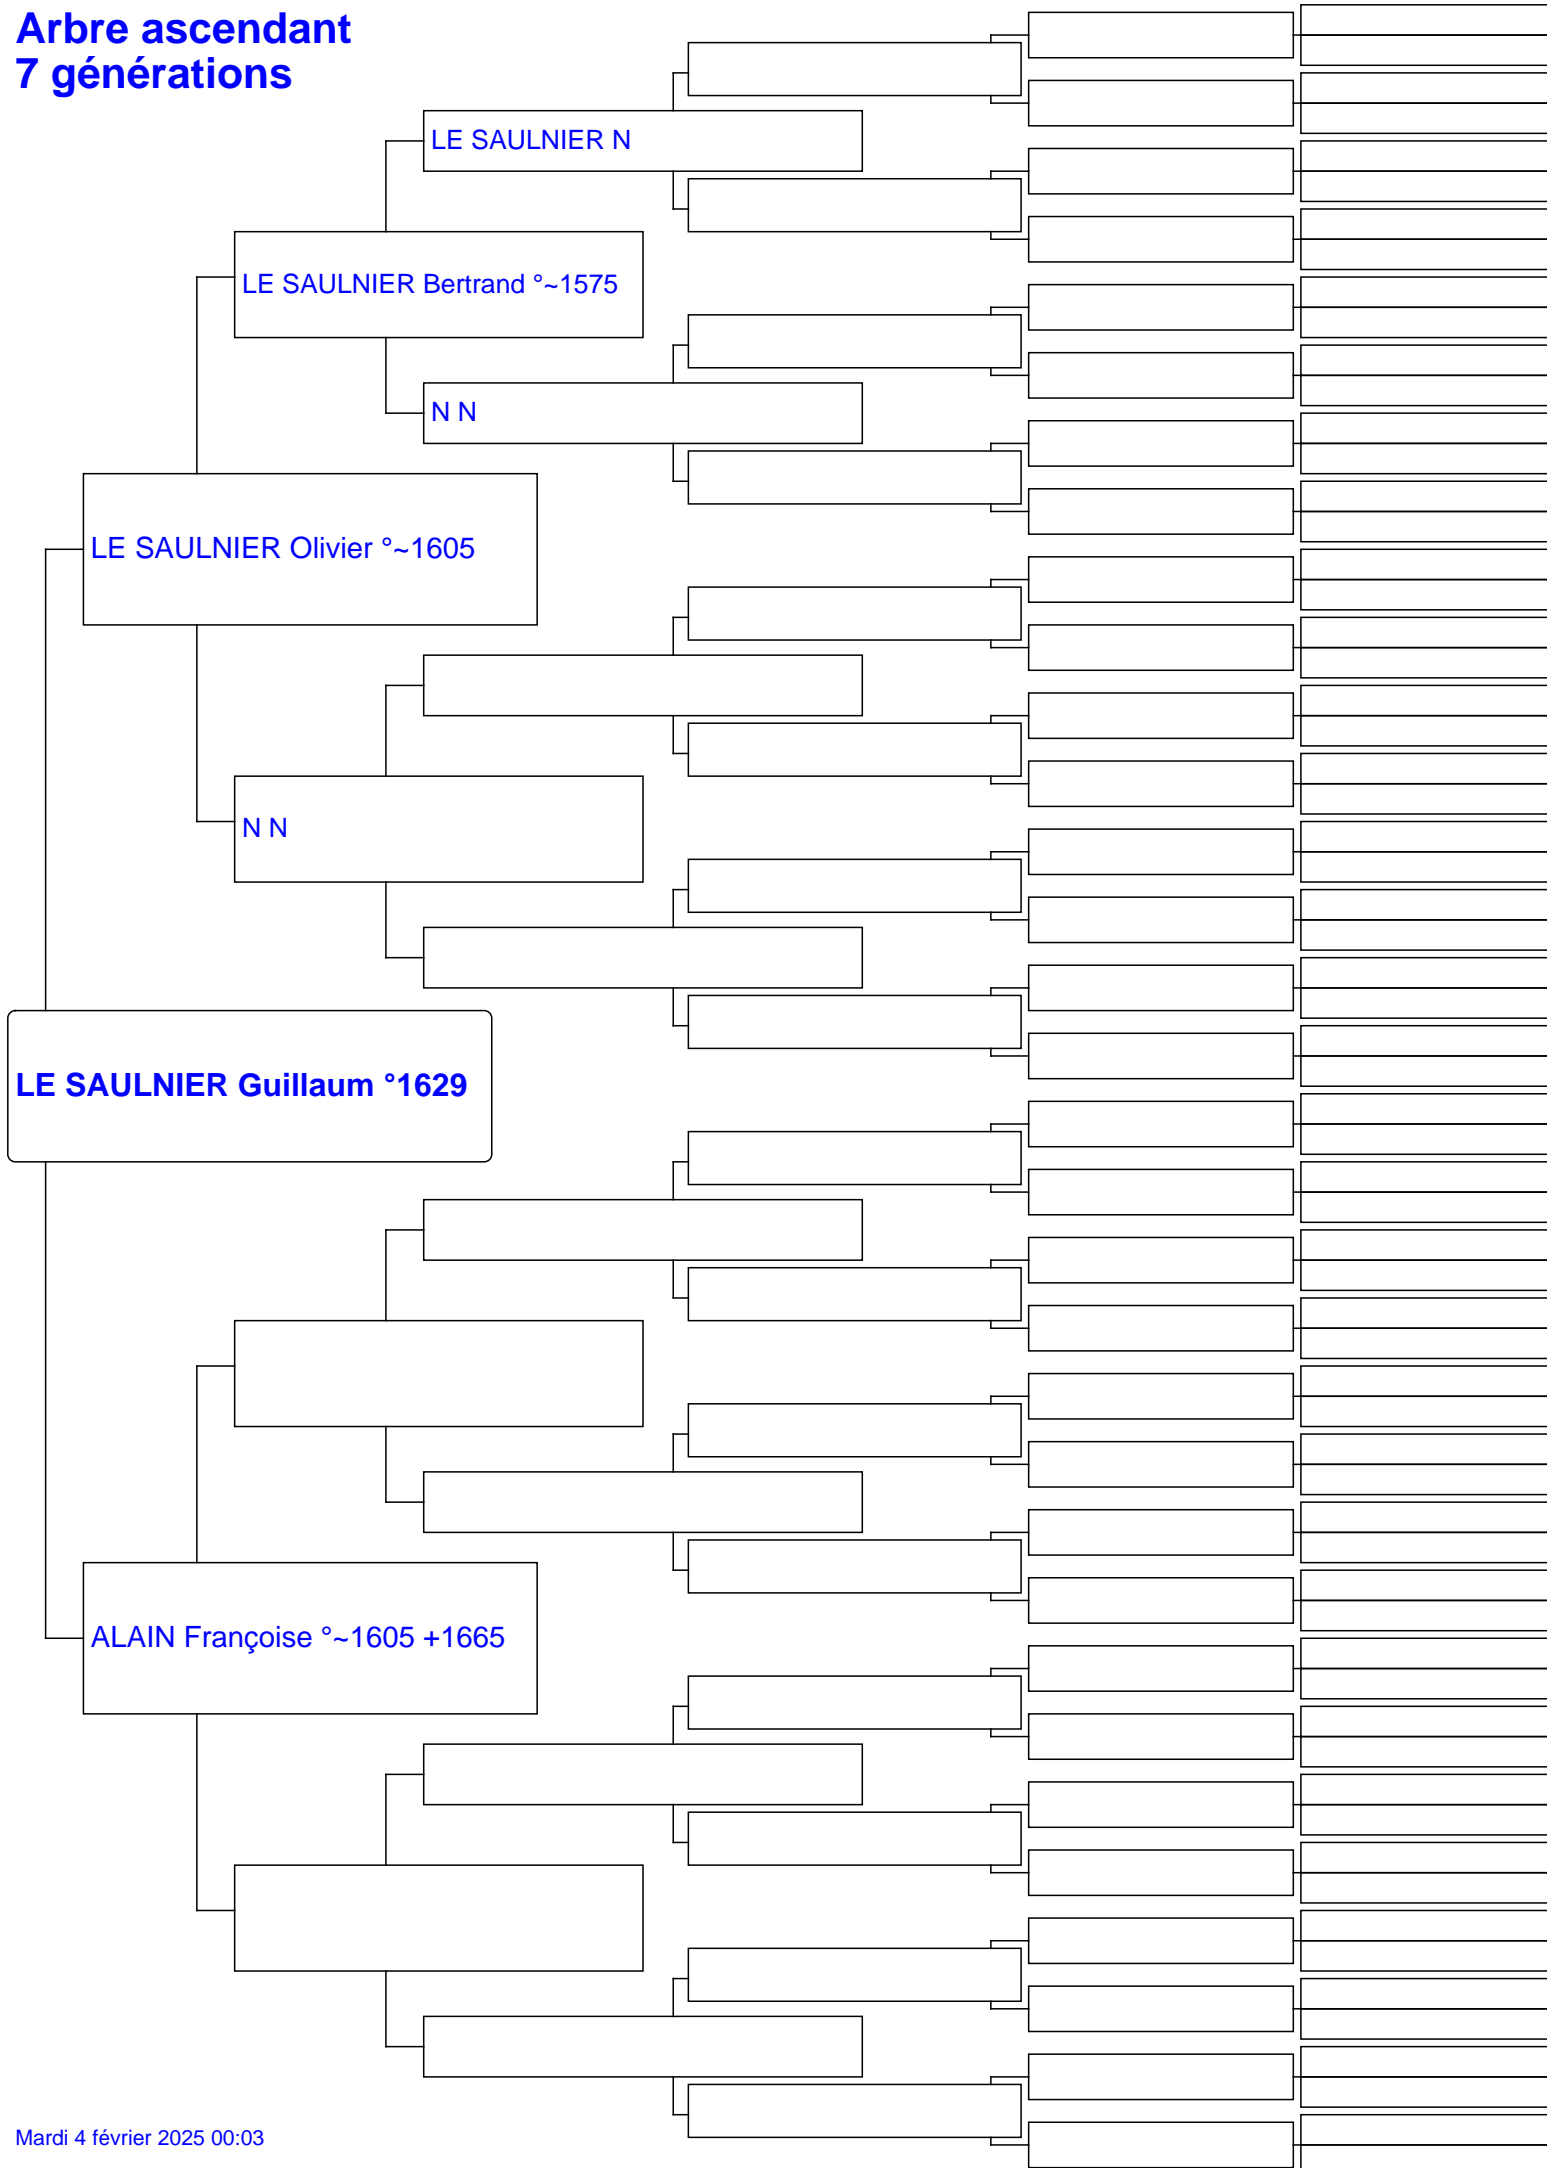 Arbre ascendant
7 générations
LE SAULNIER N
LE SAULNIER Bertrand °~1575
N N
LE SAULNIER Olivier °~1605
N N
LE SAULNIER Guillaum °1629
ALAIN Françoise °~1605 +1665
Mardi 4 février 2025 00:03